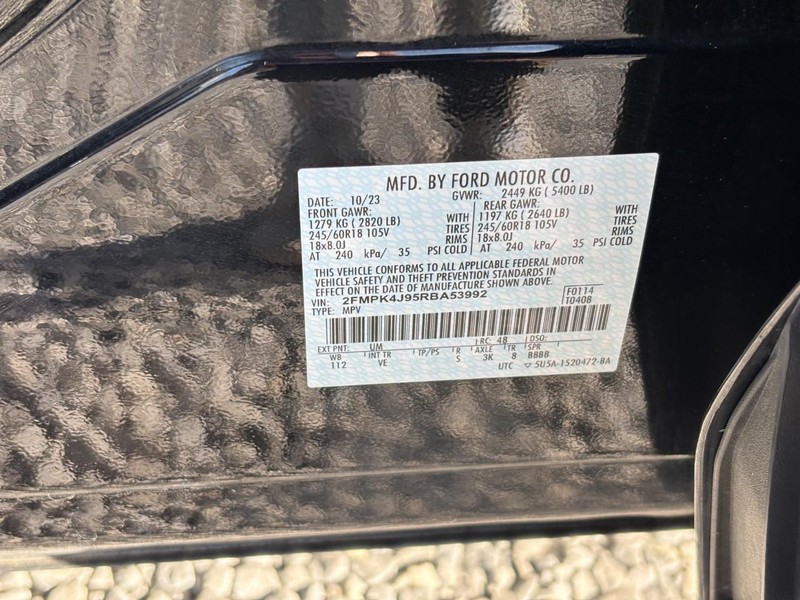 MFD. BY FORD MOTOR CO.
DATE: 10/23 GVWR: 2449 KG ( 5400 LB)
FRONT GAWR: REAR GAWR:
1279 KG ( 2820 LB) WITH 1197 KG ( 2640 LB) WITH
245/60R18 105V TIRES 245/60R18 105V TIRES
18x8.0J RIMS 18x8.0J RIMS
AT 240 kPa/ 35 PSI COLD AT 240 kPa/ 35 PSI COLD
THIS VEHICLE CONFORMS TO ALL APPLICABLE FEDERAL MOTOR
VEHICLE SAFETY AND THEFT PREVENTION STANDARDS IN
EFFECT ON THE DATE OF MANUFACTURE SHOWN ABOVE.
VIN: 2FMPK4J95RBA53992 F0114
TYPE: MPV T0408
EXT PNT: UM RC: 48 DSO:
WB INT TR TP/PS R AXLE TR SPR
112 VE S 3K 8 BBBB
UTC 5U5A-1520472-BA